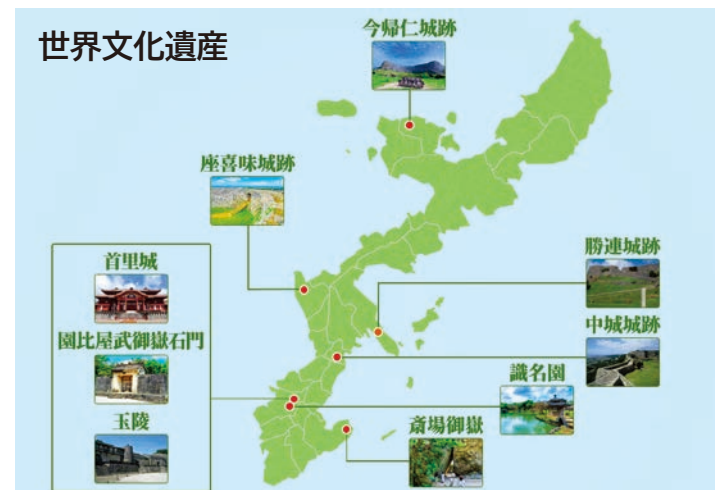 世界文化遺産
今帰仁城跡
座喜味城跡
首里城
園比屋武御嶽石門
玉陵
勝連城跡
中城城跡
識名園
斎場御嶽